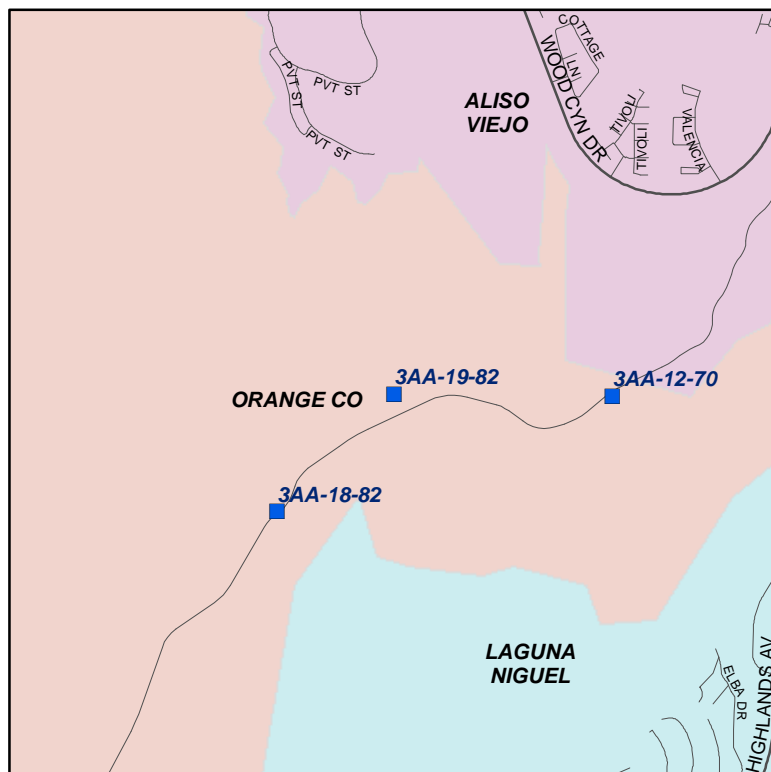 COTTAGE
LN
WOOD CYN DR
PVT ST
PVT ST
PVT ST
ALISO
VIEJO
TIVOLI
TIVOLI
VALENCIA
3AA-19-82
3AA-12-70
ORANGE CO
3AA-18-82
LAGUNA
NIGUEL
ELBA DR
HIGHLANDS AV